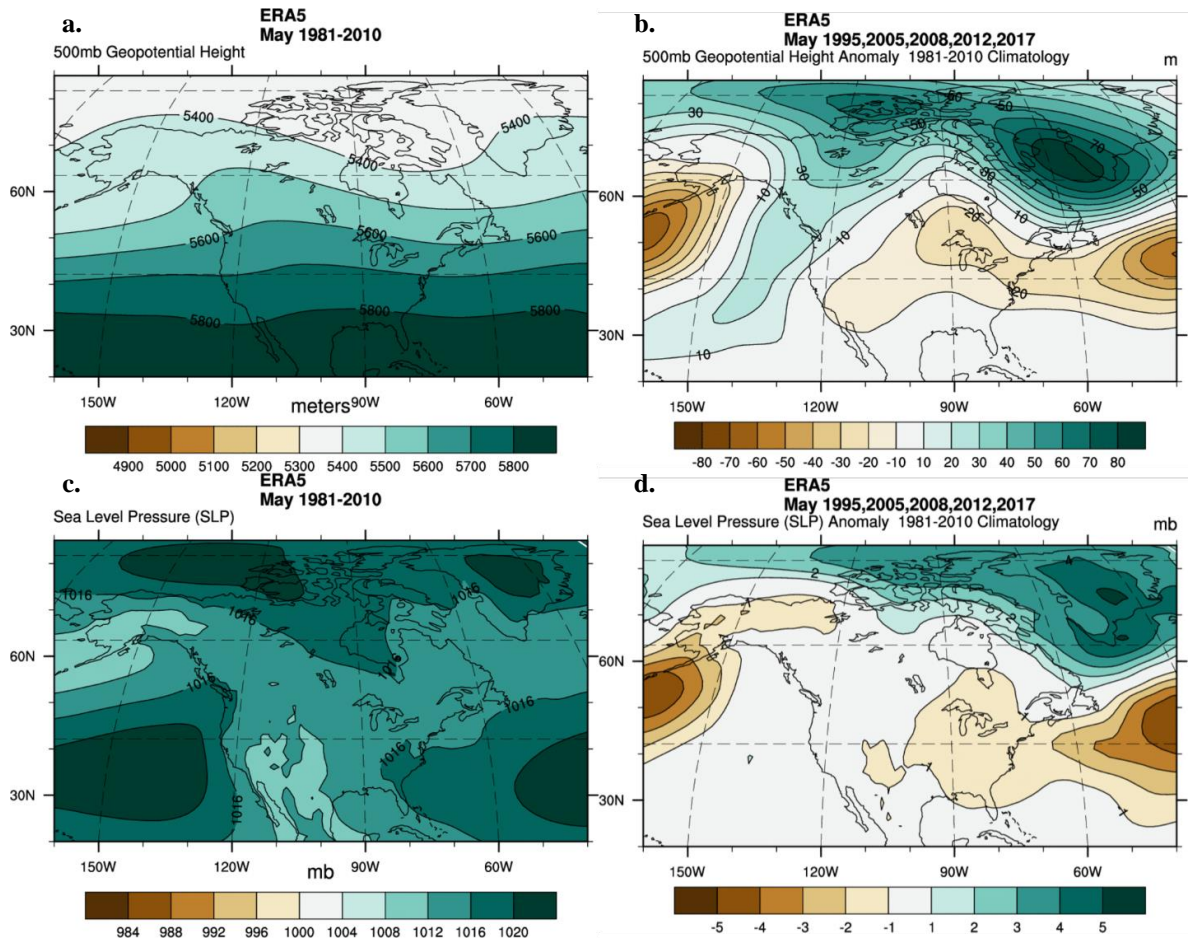 a.
ERA5
May 1981-2010
500mb Geopotential Height
5400
5400
5400
5600
5600
5800
5800
5800
60N
30N
150W
120W
90W
60W
meters
4900 5000 5100 5200 5300 5400 5500 5600 5700 5800
b.
ERA5
May 1995,2005,2008,2012,2017
500mb Geopotential Height Anomaly 1981-2010 Climatology
m
30
50
50
50
70
30
30
50
10
10
10
-20
-20
10
60N
30N
150W
120W
90W
60W
-80 -70 -60 -50 -40 -30 -20 -10 10 20 30 40 50 60 70 80
c.
ERA5
May 1981-2010
Sea Level Pressure (SLP)
1016
1016
1016
1016
1016
1016
1016
1016
60N
30N
150W
120W
90W
60W
mb
984 988 992 996 1000 1004 1008 1012 1016 1020
d.
ERA5
May 1995,2005,2008,2012,2017
Sea Level Pressure (SLP) Anomaly 1981-2010 Climatology
mb
2
4
60N
30N
150W
120W
90W
60W
-5 -4 -3 -2 -1 1 2 3 4 5